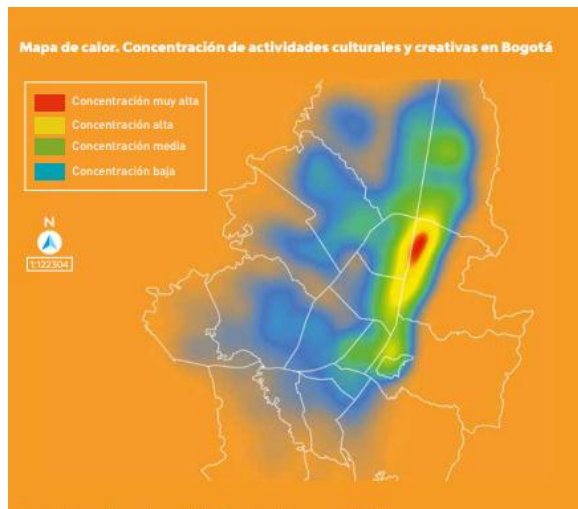 Mapa de calor. Concentración de actividades culturales y creativas en Bogotá
Concentración muy alta
Concentración alta
Concentración media
Concentración baja
N
1:122304